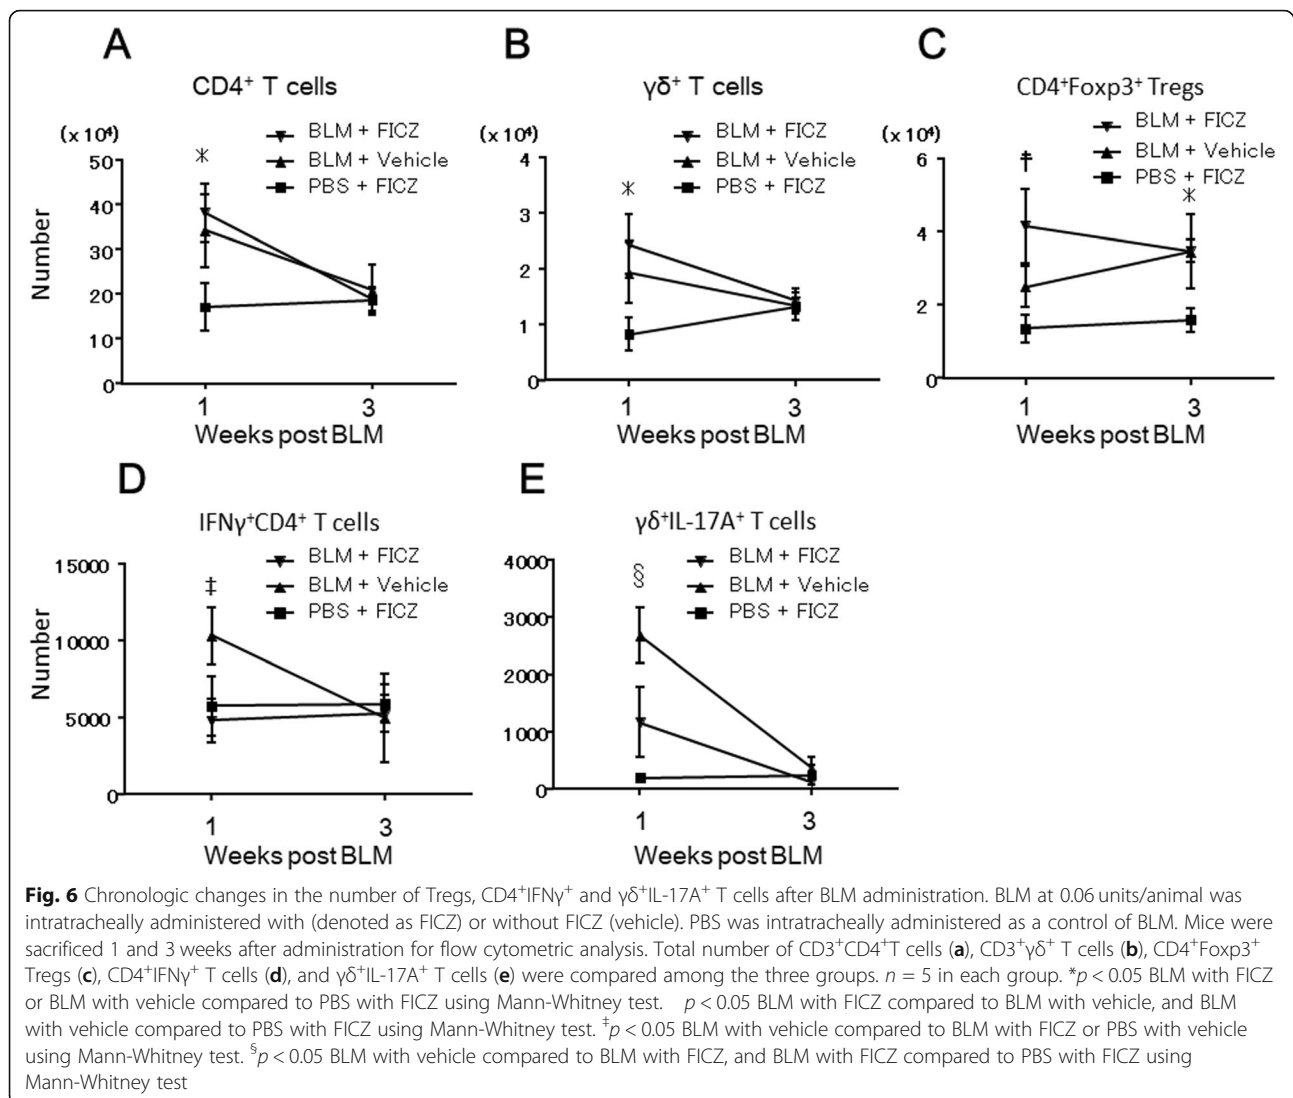 A
CD4⁺ T cells
(x 10⁴)
BLM + FICZ
BLM + Vehicle
PBS + FICZ
*
50
40
30
20
10
0
Number
1 3
Weeks post BLM
B
γδ⁺ T cells
(x 10⁴)
BLM + FICZ
BLM + Vehicle
PBS + FICZ
*
4
3
2
1
0
1 3
Weeks post BLM
C
CD4⁺Foxp3⁺ Tregs
(x 10⁴)
BLM + FICZ
BLM + Vehicle
PBS + FICZ
†
*
6
4
2
0
1 3
Weeks post BLM
D
IFNγ⁺CD4⁺ T cells
BLM + FICZ
BLM + Vehicle
PBS + FICZ
‡
15000
10000
5000
0
Number
1 3
Weeks post BLM
E
γδ⁺IL-17A⁺ T cells
BLM + FICZ
BLM + Vehicle
PBS + FICZ
§
4000
3000
2000
1000
0
1 3
Weeks post BLM
Fig. 6 Chronologic changes in the number of Tregs, CD4⁺IFNγ⁺ and γδ⁺IL-17A⁺ T cells after BLM administration. BLM at 0.06 units/animal was
intratracheally administered with (denoted as FICZ) or without FICZ (vehicle). PBS was intratracheally administered as a control of BLM. Mice were
sacrificed 1 and 3 weeks after administration for flow cytometric analysis. Total number of CD3⁺CD4⁺T cells (a), CD3⁺γδ⁺ T cells (b), CD4⁺Foxp3⁺
Tregs (c), CD4⁺IFNγ⁺ T cells (d), and γδ⁺IL-17A⁺ T cells (e) were compared among the three groups. n = 5 in each group. *p < 0.05 BLM with FICZ
or BLM with vehicle compared to PBS with FICZ using Mann-Whitney test. p < 0.05 BLM with FICZ compared to BLM with vehicle, and BLM
with vehicle compared to PBS with FICZ using Mann-Whitney test. ‡p < 0.05 BLM with vehicle compared to BLM with FICZ or PBS with vehicle
using Mann-Whitney test. §p < 0.05 BLM with vehicle compared to BLM with FICZ, and BLM with FICZ compared to PBS with FICZ using
Mann-Whitney test